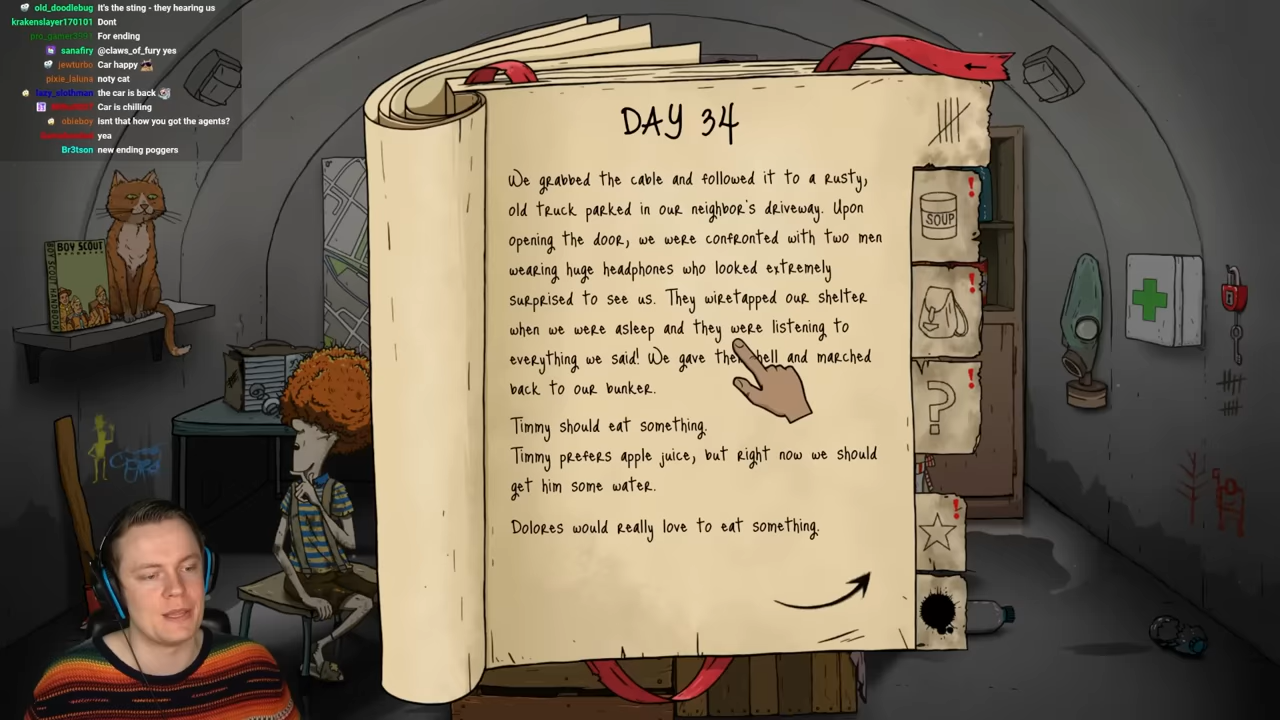 old_doodlebug It's the sting - they hearing us
krakenslayer170101 Dont
For ending
sanafiry @claws_of_fury yes
jewturbo Car happy
pixie_laluna noty cat
lazy_slothman the car is back
Car is chilling
obieboy Isnt that how you got the agents?
yea
Br3tson new ending poggers
BOY SCOUT
DAY 34
We grabbed the cable and followed it to a rusty,
old truck parked in our neighbor's driveway. Upon
opening the door, we were confronted with two men
wearing huge headphones who looked extremely
surprised to see us. They wiretapped our shelter
when we were asleep and they were listening to
everything we said! We gave hell and marched
back to our bunker.
Timmy should eat something.
Timmy prefers apple juice, but right now we should
get him some water.
Dolores would really love to eat something.
SOUP
?